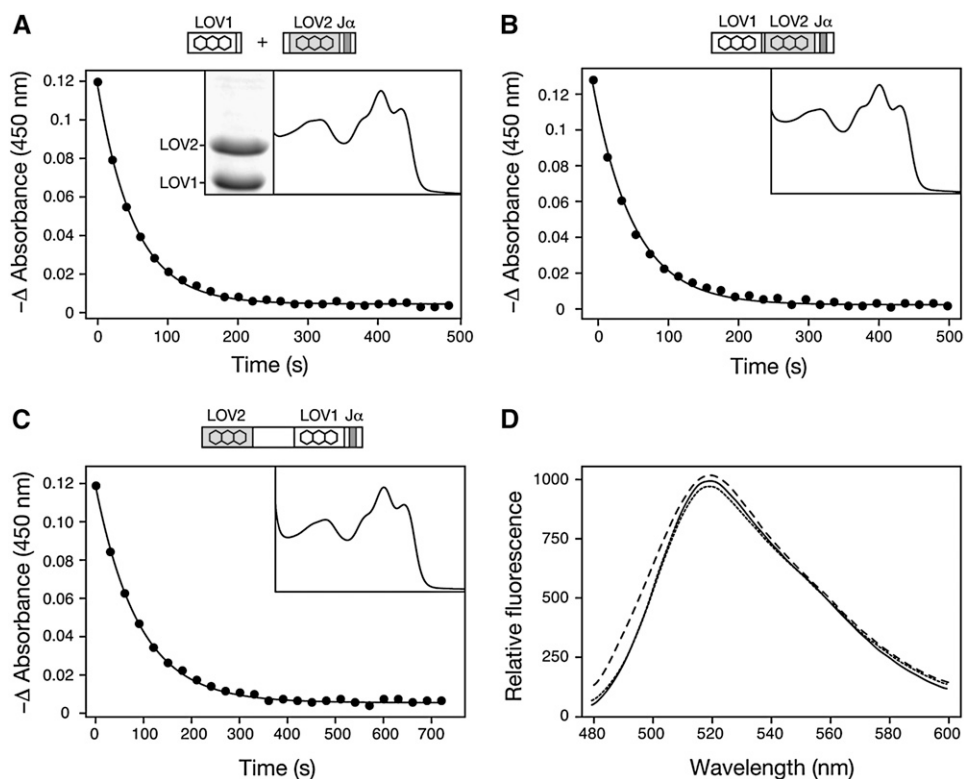 A
LOV1
+
LOV2 Jα
0.12
0.10
0.08
0.06
0.04
0.02
0
−Δ Absorbance (450 nm)
LOV2
LOV1
0 100 200 300 400 500
Time (s)
B
LOV1 LOV2 Jα
0.12
0.10
0.08
0.06
0.04
0.02
0
−Δ Absorbance (450 nm)
0 100 200 300 400 500
Time (s)
C
LOV2 LOV1 Jα
0.12
0.10
0.08
0.06
0.04
0.02
0
−Δ Absorbance (450 nm)
0 100 200 300 400 500 600 700
Time (s)
D
1000
750
500
250
0
Relative fluorescence
480 500 520 540 560 580 600
Wavelength (nm)